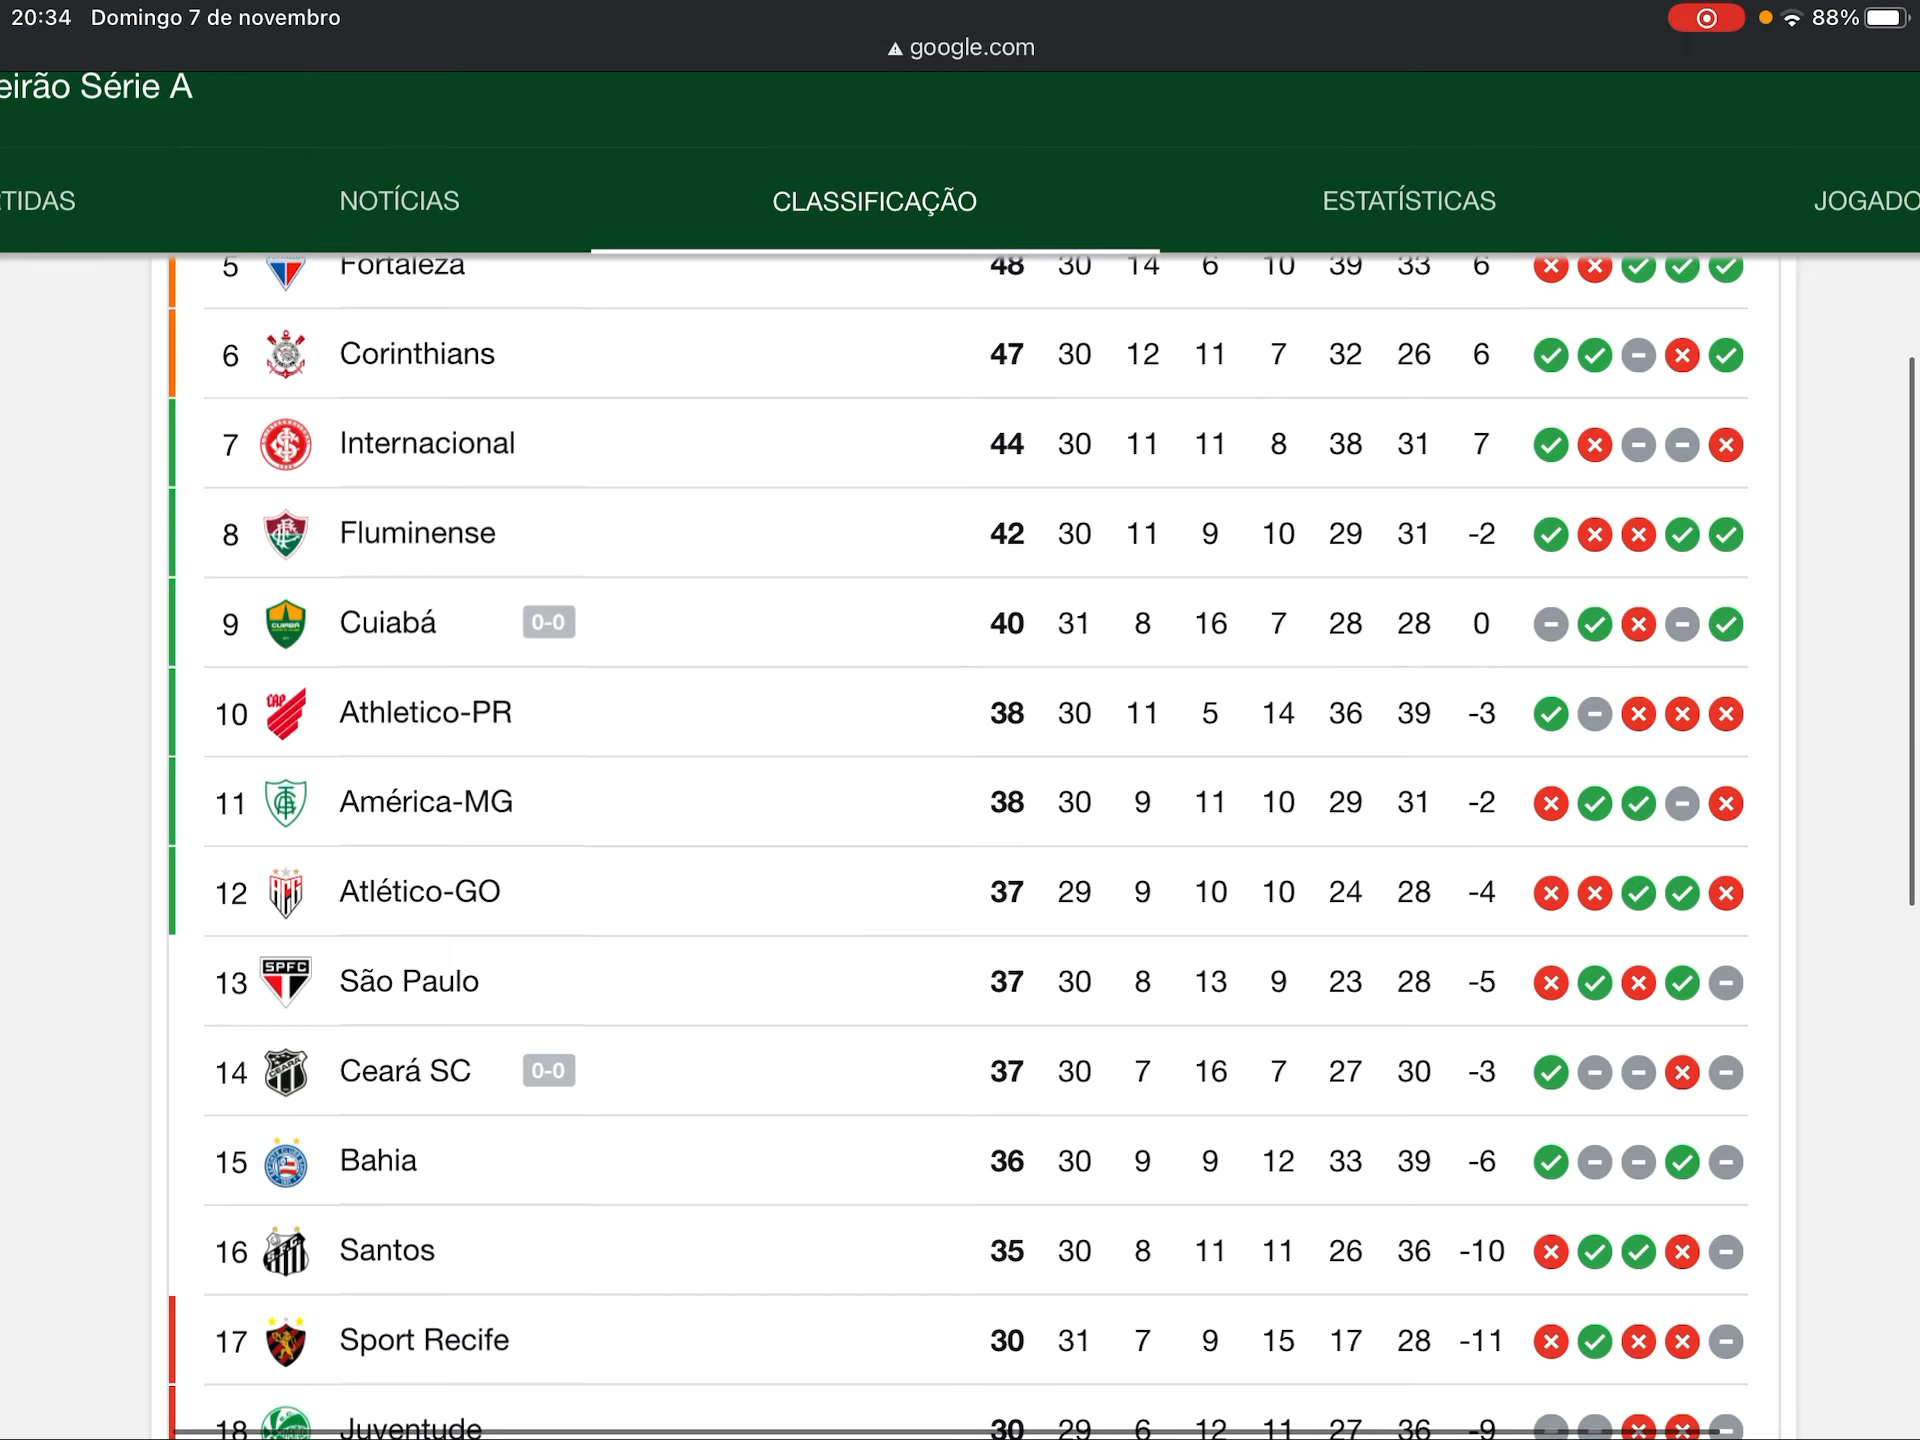 20:34 Domingo 7 de novembro 88%
google.com
eirão Série A
TIDAS NOTÍCIAS CLASSIFICAÇÃO ESTATÍSTICAS JOGADO
5 Fortaleza 48 30 14 6 10 39 33 6
6 Corinthians 47 30 12 11 7 32 26 6
7 Internacional 44 30 11 11 8 38 31 7
8 Fluminense 42 30 11 9 10 29 31 -2
9 Cuiabá 0-0 40 31 8 16 7 28 28 0
10 Athletico-PR 38 30 11 5 14 36 39 -3
11 América-MG 38 30 9 11 10 29 31 -2
12 Atlético-GO 37 29 9 10 10 24 28 -4
13 São Paulo 37 30 8 13 9 23 28 -5
14 Ceará SC 0-0 37 30 7 16 7 27 30 -3
15 Bahia 36 30 9 9 12 33 39 -6
16 Santos 35 30 8 11 11 26 36 -10
17 Sport Recife 30 31 7 9 15 17 28 -11
18 Juventude 30 29 6 12 11 27 36 -9